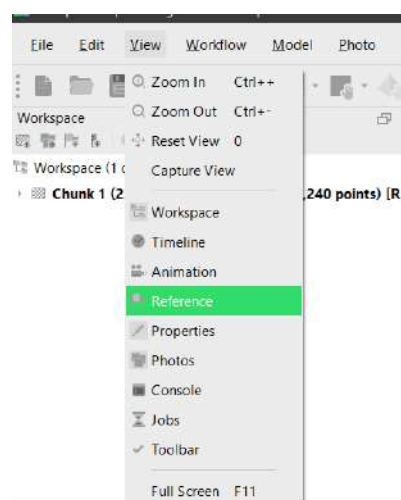 File Edit View Workflow Model Photo
Zoom In Ctrl++
Workspace
Zoom Out Ctrl+-
Reset View 0
Workspace (1 c
Capture View
Chunk 1 (2
,240 points) [R
Workspace
Timeline
Animation
Reference
Properties
Photos
Console
Jobs
Toolbar
Full Screen F11